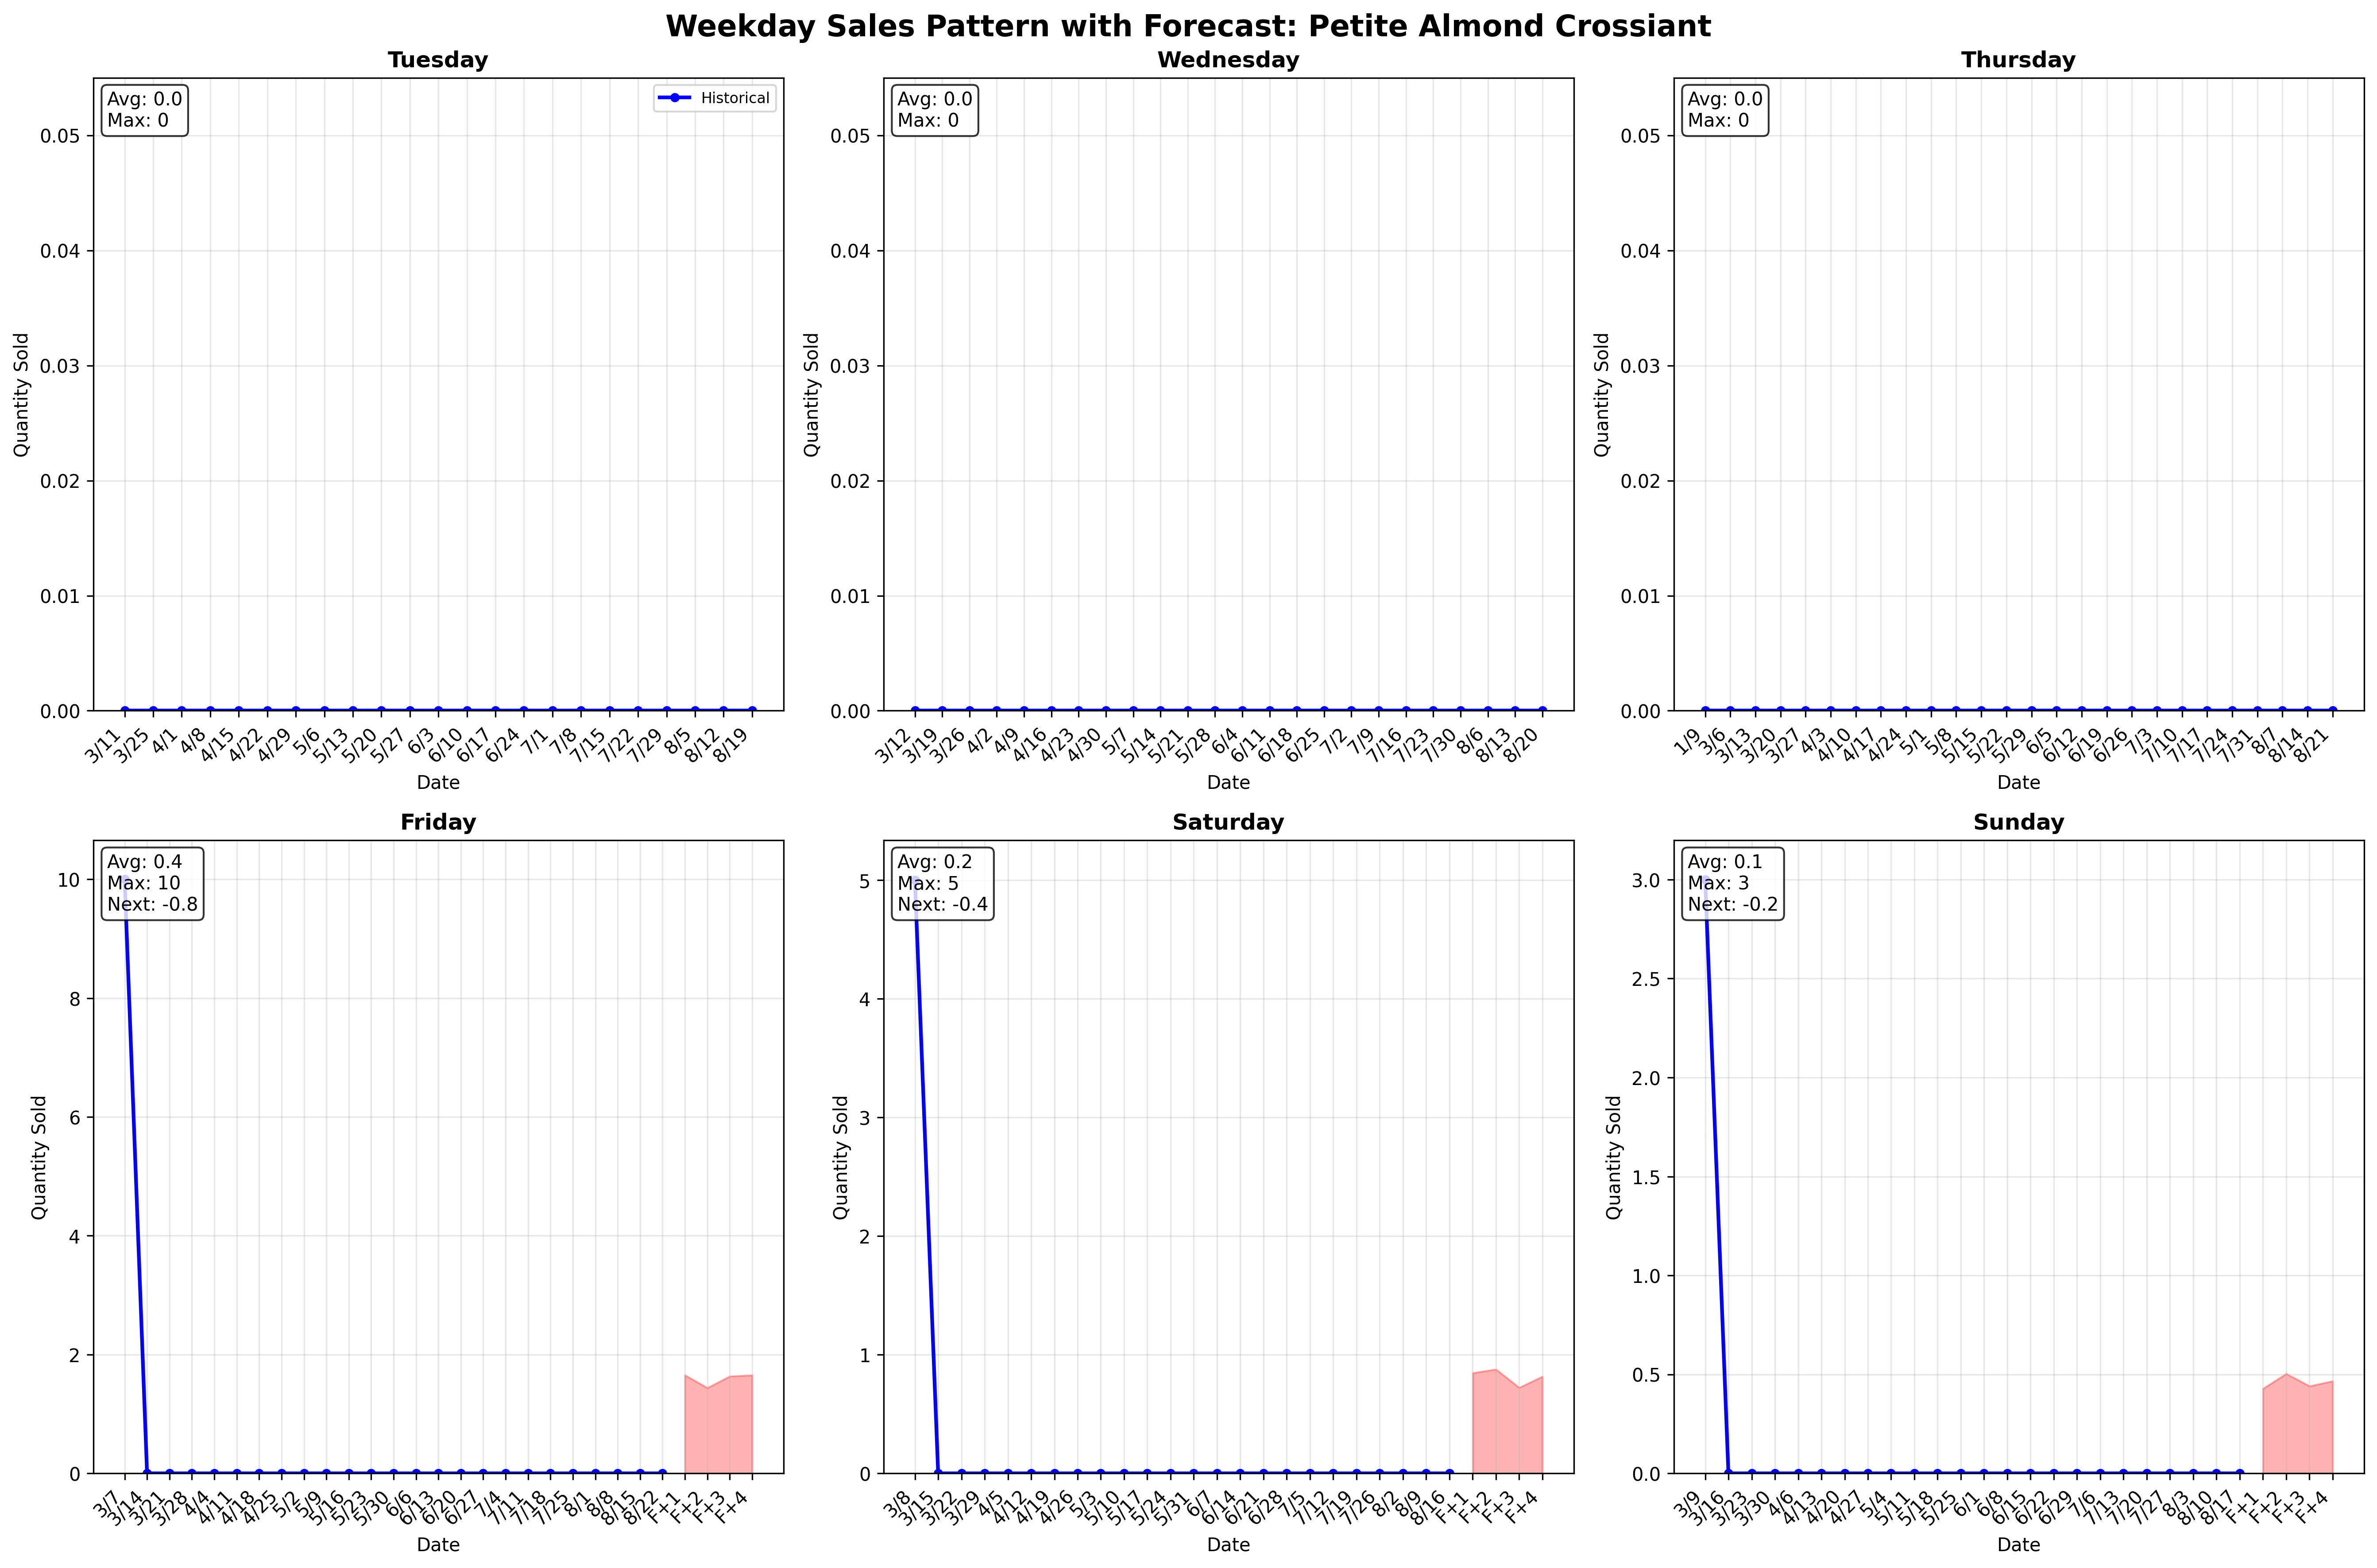 Weekday Sales Pattern with Forecast: Petite Almond Crossiant
Tuesday
Avg: 0.0
Max: 0
Historical
Quantity Sold
0.05
0.04
0.03
0.02
0.01
0.00
3/11 3/25 4/1 4/8 4/15 4/22 4/29 5/6 5/13 5/20 5/27 6/3 6/10 6/17 6/24 7/1 7/8 7/15 7/22 7/29 8/5 8/12 8/19
Date
Wednesday
Avg: 0.0
Max: 0
Quantity Sold
0.05
0.04
0.03
0.02
0.01
0.00
3/12 3/19 3/26 4/2 4/9 4/16 4/23 4/30 5/7 5/14 5/21 5/28 6/4 6/11 6/18 6/25 7/2 7/9 7/16 7/23 7/30 8/6 8/13 8/20
Date
Thursday
Avg: 0.0
Max: 0
Quantity Sold
0.05
0.04
0.03
0.02
0.01
0.00
1/9 3/6 3/13 3/20 3/27 4/3 4/10 4/17 4/24 5/1 5/8 5/15 5/22 5/29 6/5 6/12 6/19 6/26 7/3 7/10 7/17 7/24 7/31 8/7 8/14 8/21
Date
Friday
Avg: 0.4
Max: 10
Next: -0.8
Quantity Sold
10
8
6
4
2
0
3/7 3/14 3/21 3/28 4/4 4/11 4/18 4/25 5/2 5/9 5/16 5/23 5/30 6/6 6/13 6/20 6/27 7/4 7/11 7/18 7/25 8/1 8/8 8/15 8/22 F+1 F+2 F+3 F+4
Date
Saturday
Avg: 0.2
Max: 5
Next: -0.4
Quantity Sold
5
4
3
2
1
0
3/8 3/15 3/22 3/29 4/5 4/12 4/19 4/26 5/3 5/10 5/17 5/24 5/31 6/7 6/14 6/21 6/28 7/5 7/12 7/19 7/26 8/2 8/9 8/16 F+1 F+2 F+3 F+4
Date
Sunday
Avg: 0.1
Max: 3
Next: -0.2
Quantity Sold
3.0
2.5
2.0
1.5
1.0
0.5
0.0
3/9 3/16 3/23 3/30 4/6 4/13 4/20 4/27 5/4 5/11 5/18 5/25 6/1 6/8 6/15 6/22 6/29 7/6 7/13 7/20 7/27 8/3 8/10 8/17 F+1 F+2 F+3 F+4
Date